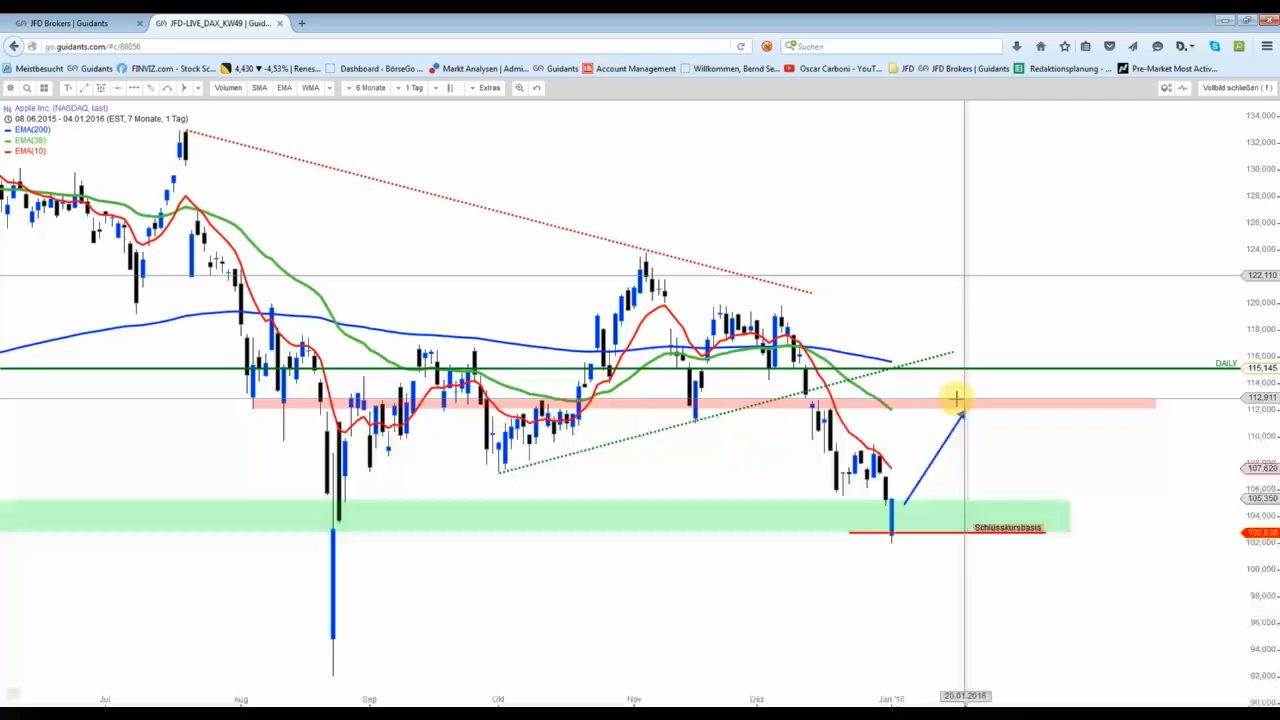 JFD Brokers | Guidants
JFD-LIVE_DAX_KW49 | Guid...
go.guidants.com/#c/88056
Suchen
Meistbesucht Guidants FINVIZ.com - Stock Sc... 4,430 ▼ -4,53% | Renes... Dashboard - BörseGo ... Markt Analysen | Admi... Guidants Account Management Willkommen, Bernd Se... Oscar Carboni - YouTu... JFD JFD Brokers | Guidants Redaktionsplanung - ... Pre-Market Most Activ...
Volumen SMA EMA WMA 6 Monate 1 Tag Extras Vollbild schließen ( f )
Apple Inc. (NASDAQ, last)
08.06.2015 - 04.01.2016 (EST, 7 Monate, 1 Tag)
EMA(200)
EMA(38)
EMA(10)
134,000
132,000
130,000
128,000
126,000
124,000
122,110
120,000
118,000
116,000
DAILY
115,145
114,000
112,911
112,000
110,000
107,620
106,000
105,350
104,000
Schlusskursbasis
102,838
102,000
100,000
98,000
96,000
94,000
92,000
90,000
Jul Aug Sep Okt Nov Dez Jan '16 20.01.2016